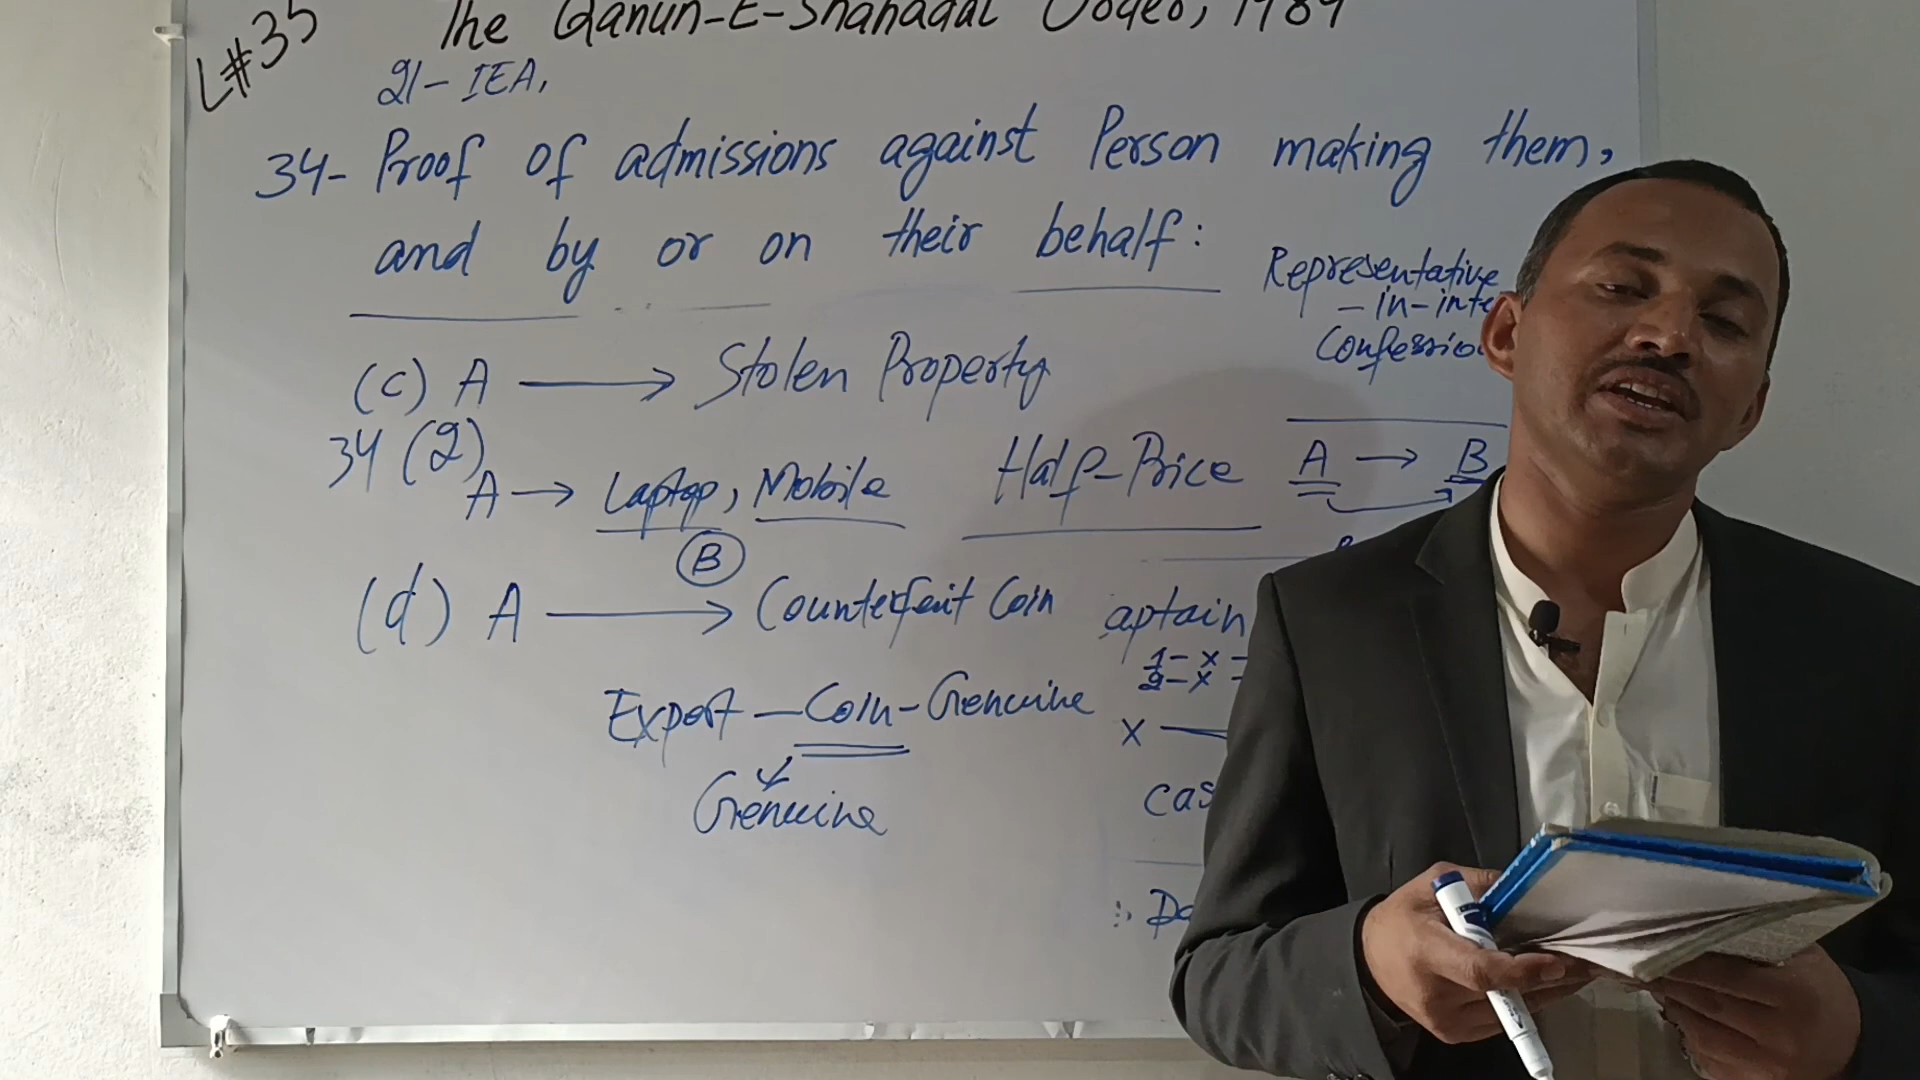 L#35
The Qanun-E-Shahadat Order, 1984
21- IEA,
34- Proof of admissions against Person making them,
and by or on their behalf:
Representative
-in-inte
Confessio
(c) A → Stolen Property
34 (2)
A → Laptop, Mobile
Half-Price
A → B
B
(d) A → Counterfeit Coin
aptain
1- x -
2- x -
Expert - Coin - Genuine
X
Genuine
cas